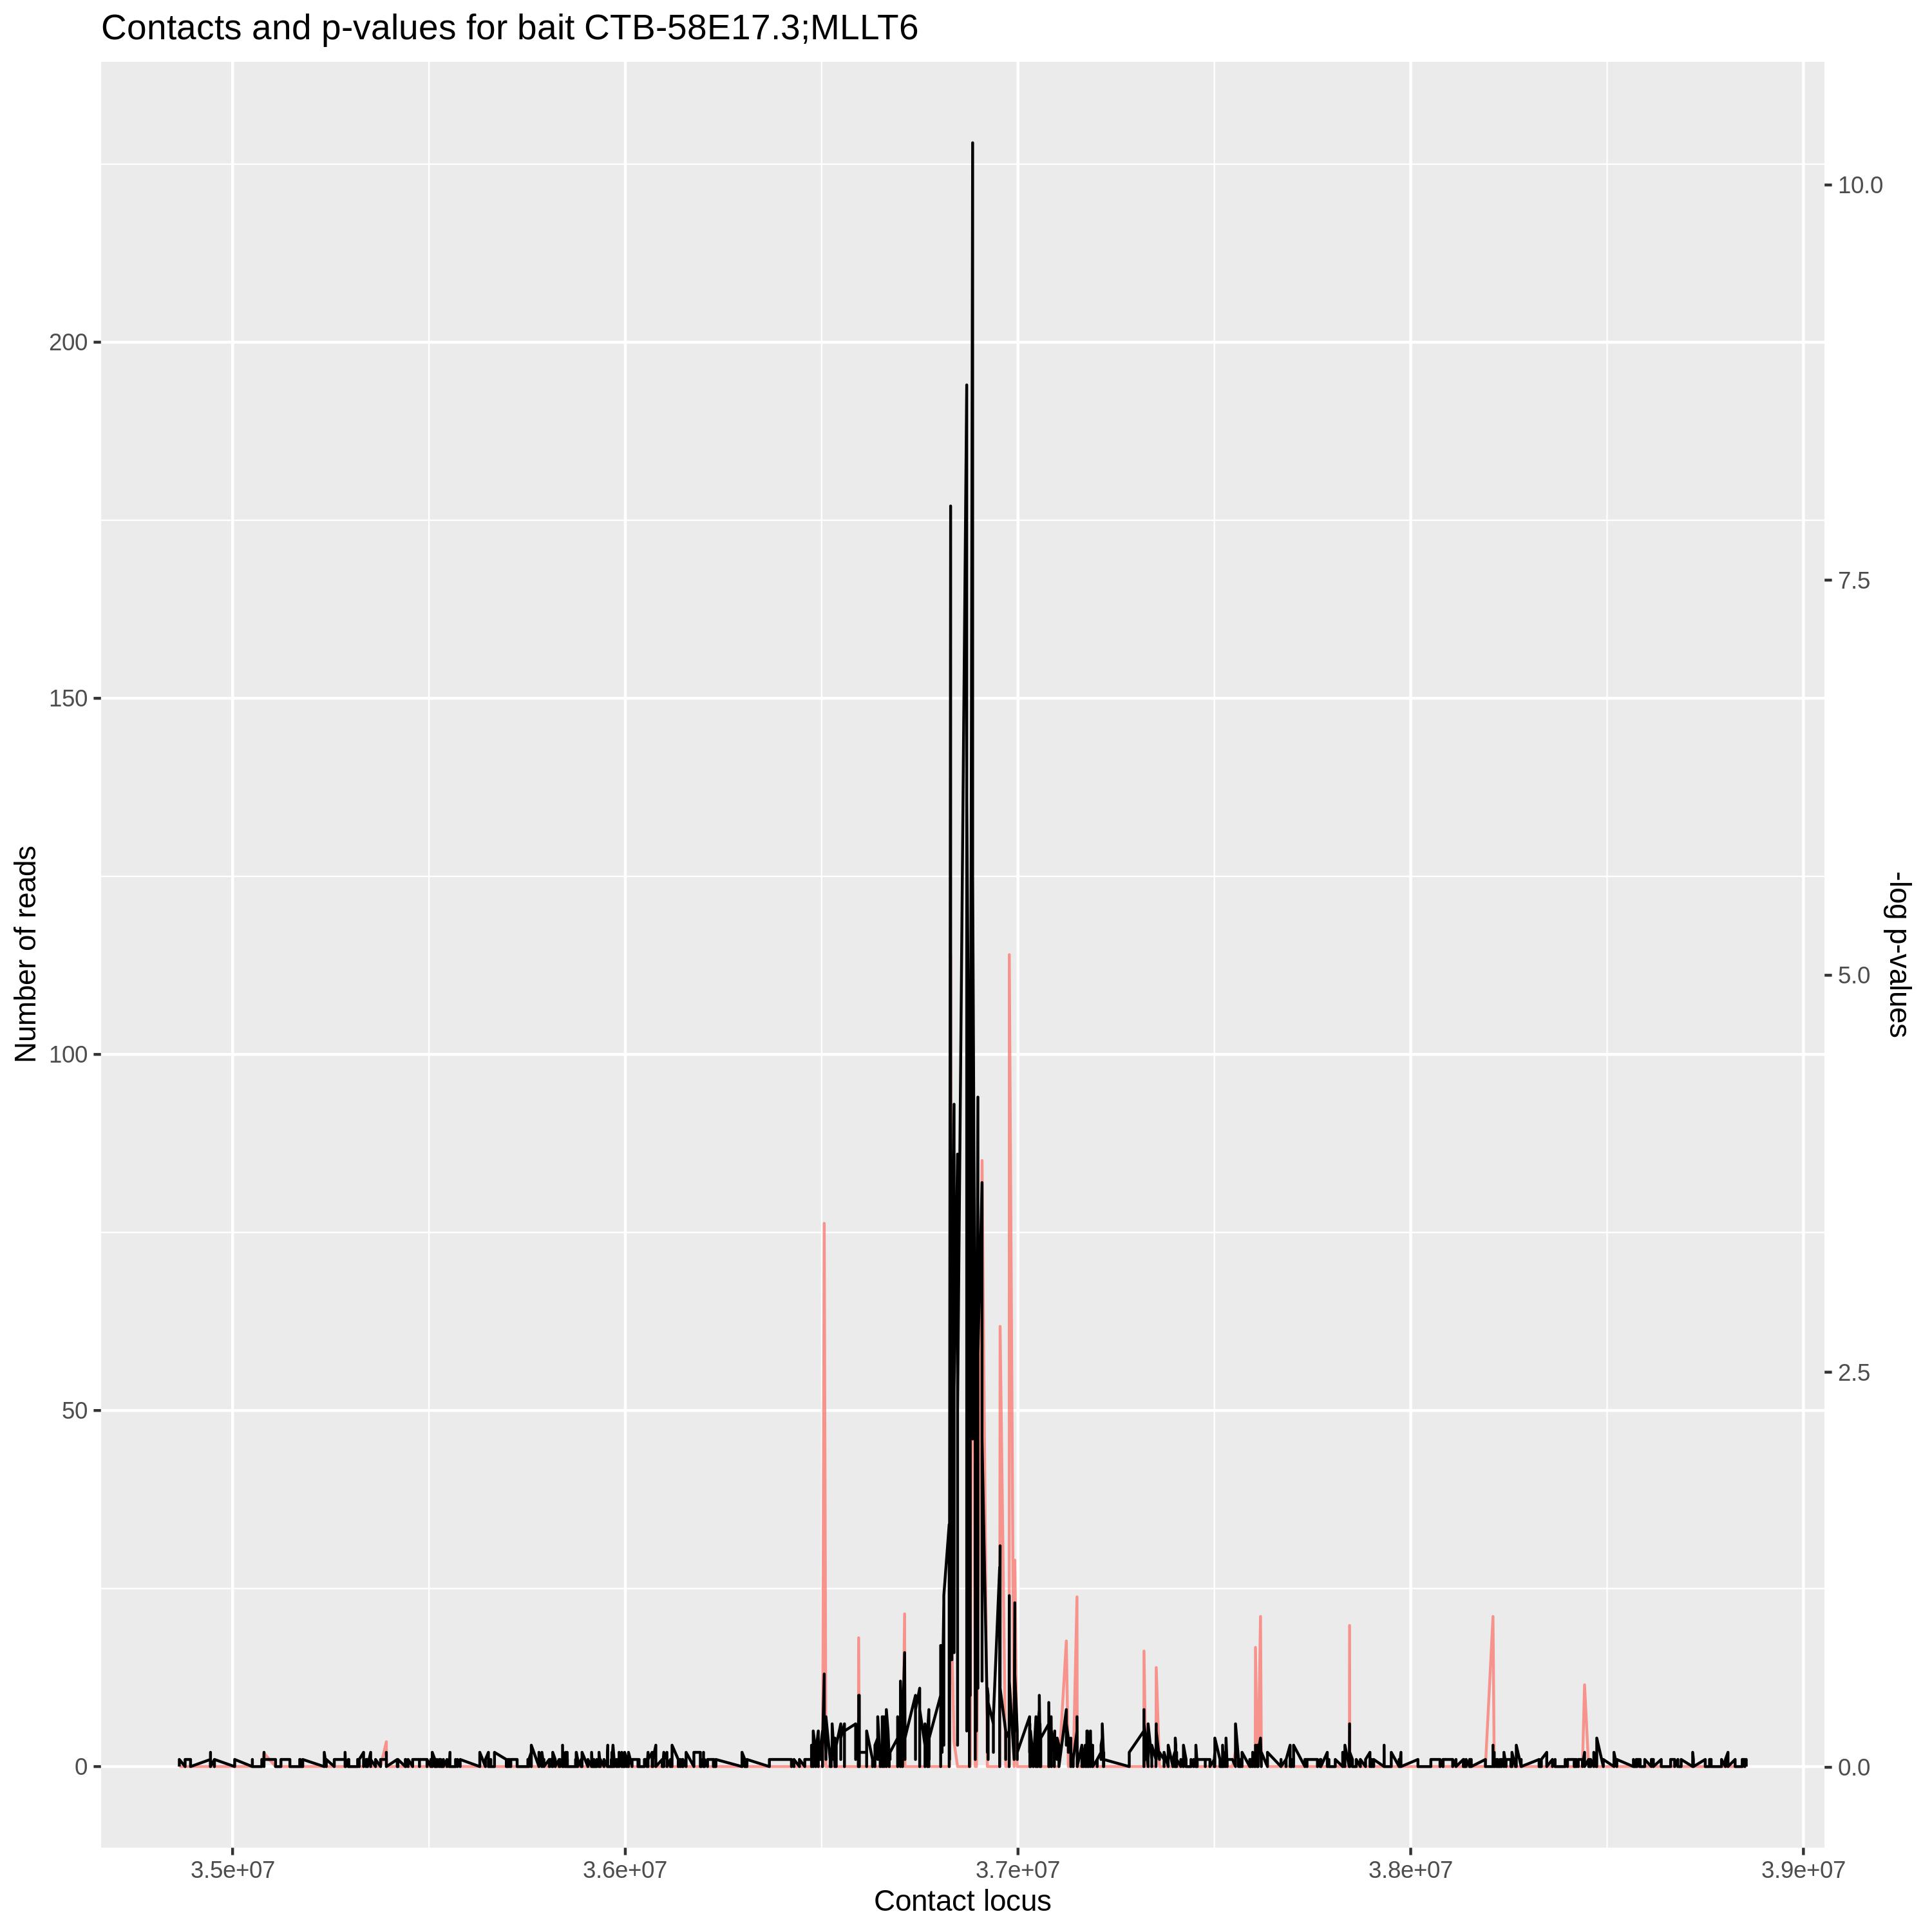 Contacts and p-values for bait CTB-58E17.3;MLLT6
Number of reads
200
150
100
50
0
10.0
7.5
5.0
2.5
0.0
-log p-values
3.5e+07
3.6e+07
3.7e+07
3.8e+07
3.9e+07
Contact locus